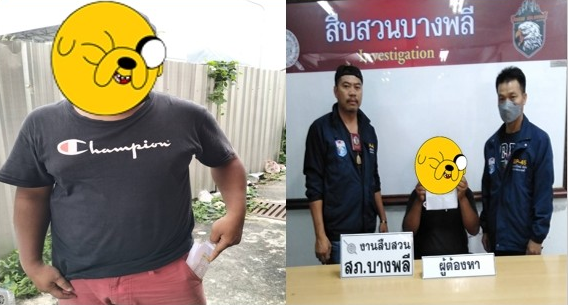 Champion
สืบสวนบางพลี
Investigation
งานสืบสวน
สภ.บางพลี
ผู้ต้องหา